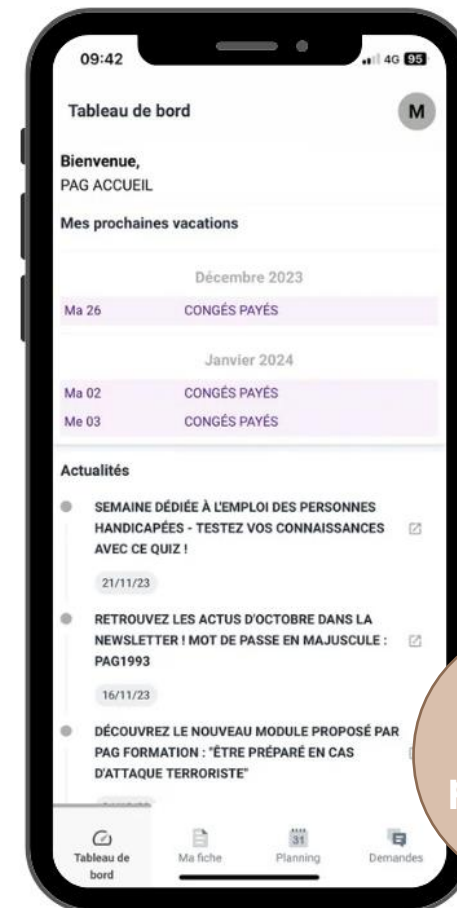 09:42
4G 95
Tableau de bord
M
Bienvenue,
PAG ACCUEIL
Mes prochaines vacations
Décembre 2023
Ma 26 CONGÉS PAYÉS
Janvier 2024
Ma 02 CONGÉS PAYÉS
Me 03 CONGÉS PAYÉS
Actualités
SEMAINE DÉDIÉE À L'EMPLOI DES PERSONNES
HANDICAPÉES - TESTEZ VOS CONNAISSANCES
AVEC CE QUIZ !
21/11/23
RETROUVEZ LES ACTUS D'OCTOBRE DANS LA
NEWSLETTER ! MOT DE PASSE EN MAJUSCULE :
PAG1993
16/11/23
DÉCOUVREZ LE NOUVEAU MODULE PROPOSÉ PAR
PAG FORMATION : "ÊTRE PRÉPARÉ EN CAS
D'ATTAQUE TERRORISTE"
Tableau de
bord
Ma fiche
31
Planning
Demandes